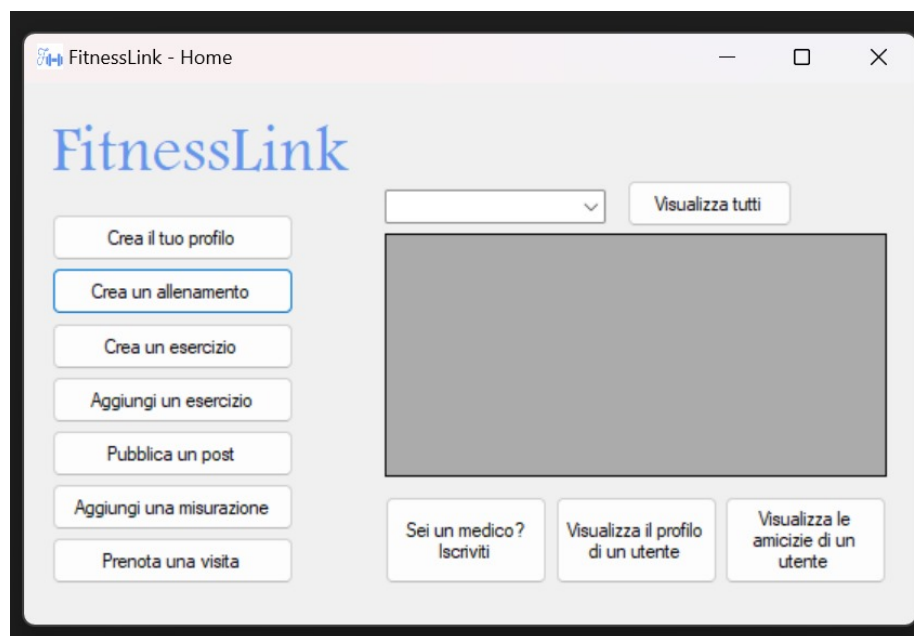 FitnessLink - Home
FitnessLink
Visualizza tutti
Crea il tuo profilo
Crea un allenamento
Crea un esercizio
Aggiungi un esercizio
Pubblica un post
Aggiungi una misurazione
Prenota una visita
Sei un medico?
Iscriviti
Visualizza il profilo
di un utente
Visualizza le
amicizie di un
utente